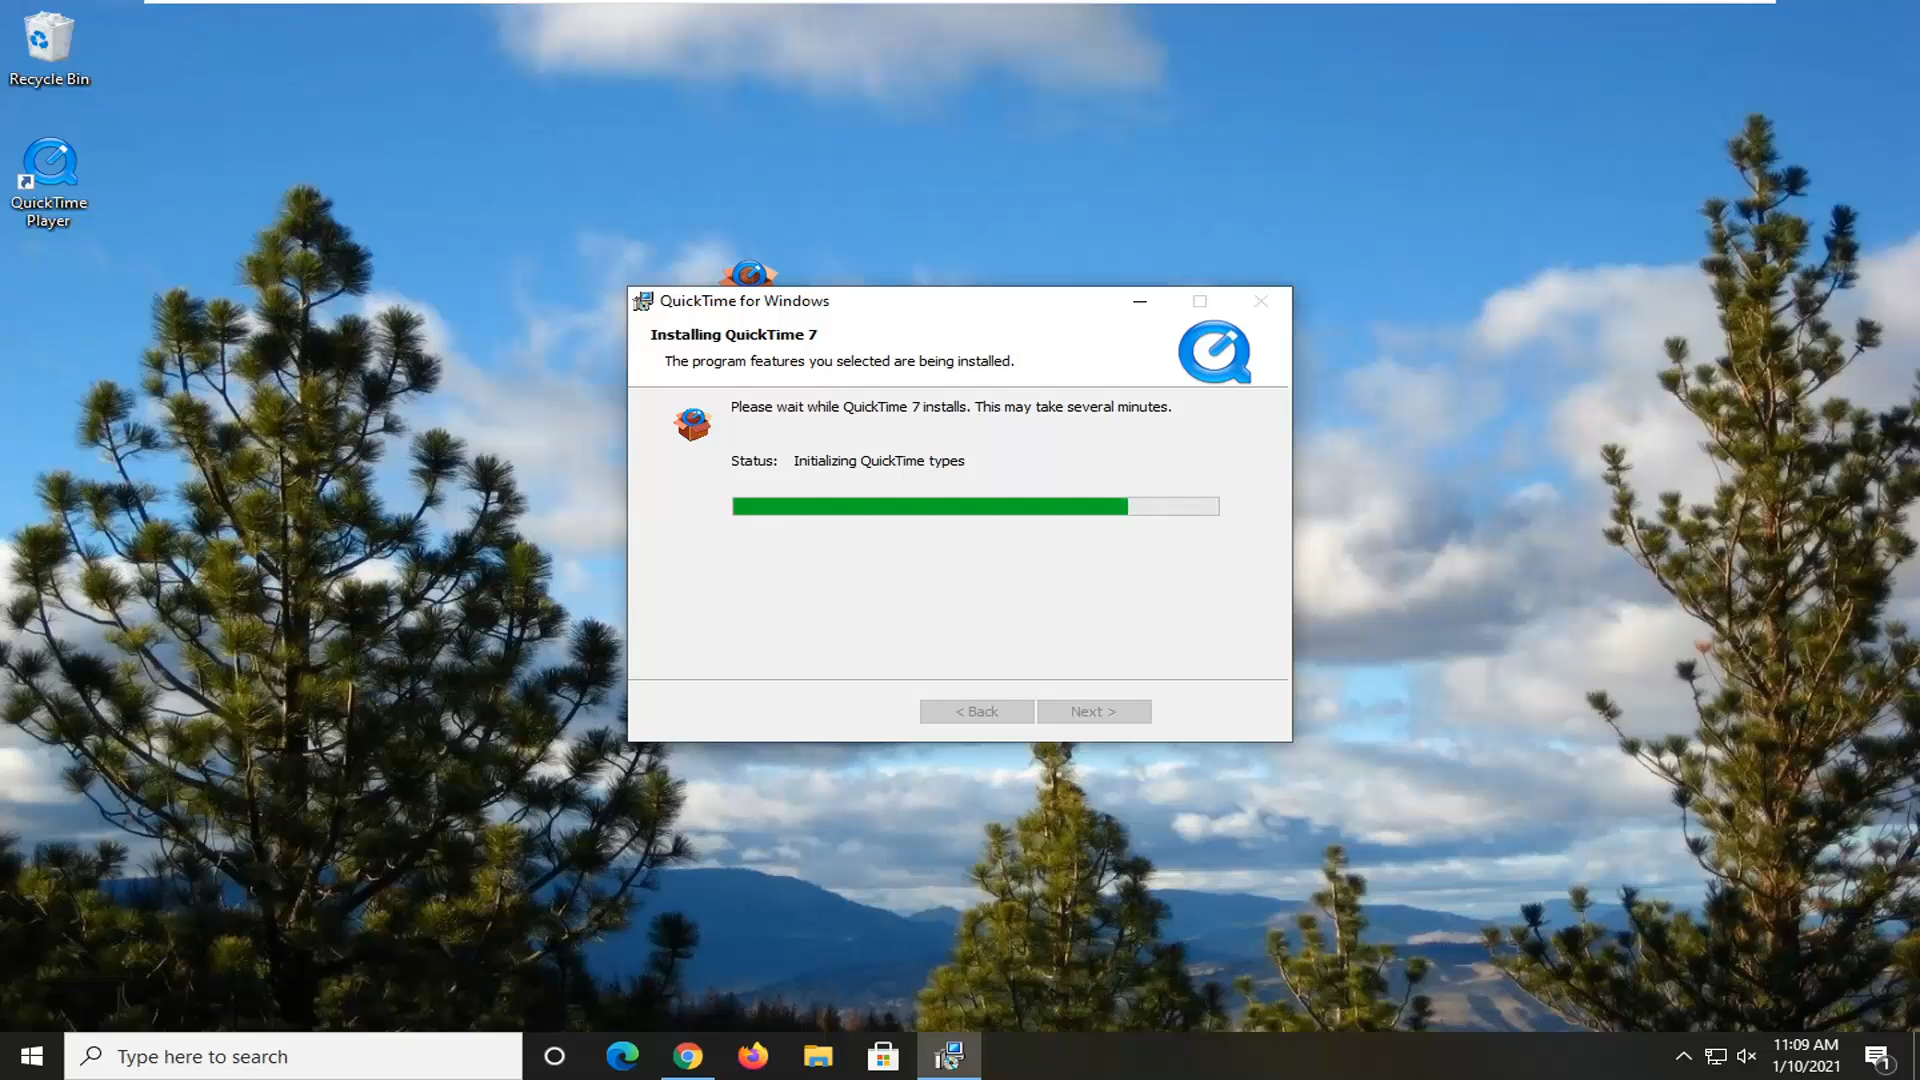 Recycle Bin
QuickTime
Player
QuickTime for Windows
Installing QuickTime 7
The program features you selected are being installed.
Please wait while QuickTime 7 installs. This may take several minutes.
Status: Initializing QuickTime types
< Back
Next >
Type here to search
11:09 AM
1/10/2021
1